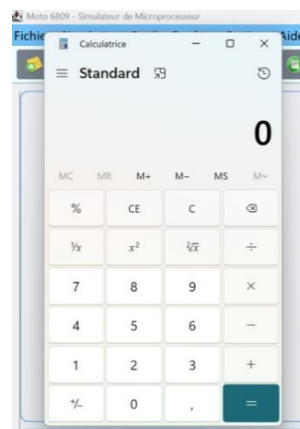 Moto 6809 - Simulateur de Microprocesseur
Fichie
Aide
Calculatrice
Standard
0
MC MR M+ M− MS M˅
% CE C
¹/x x² ²√x ÷
7 8 9 ×
4 5 6 −
1 2 3 +
+/− 0 , =